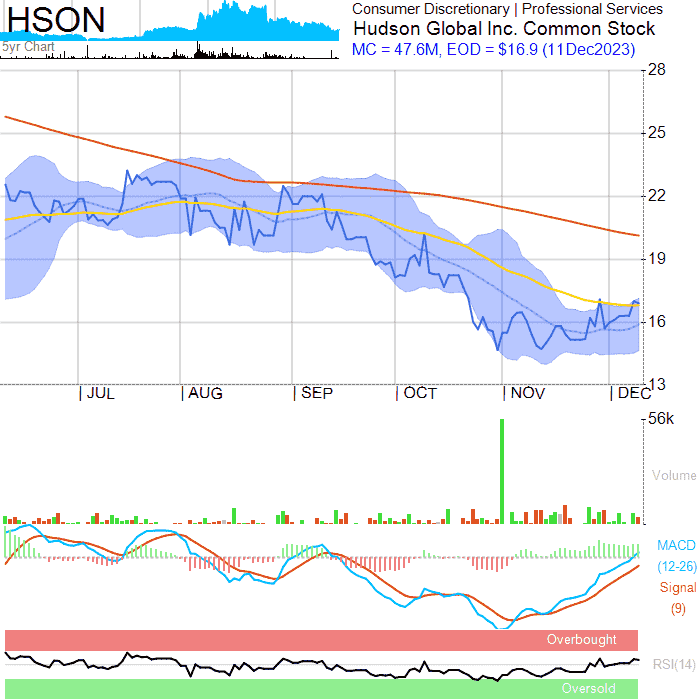 HSON
5yr Chart
Consumer Discretionary | Professional Services
Hudson Global Inc. Common Stock
MC = 47.6M, EOD = $16.9 (11Dec2023)
28
25
22
19
16
13
JUL
AUG
SEP
OCT
NOV
DEC
56k
Volume
MACD
(12-26)
Signal
(9)
Overbought
RSI(14)
Oversold